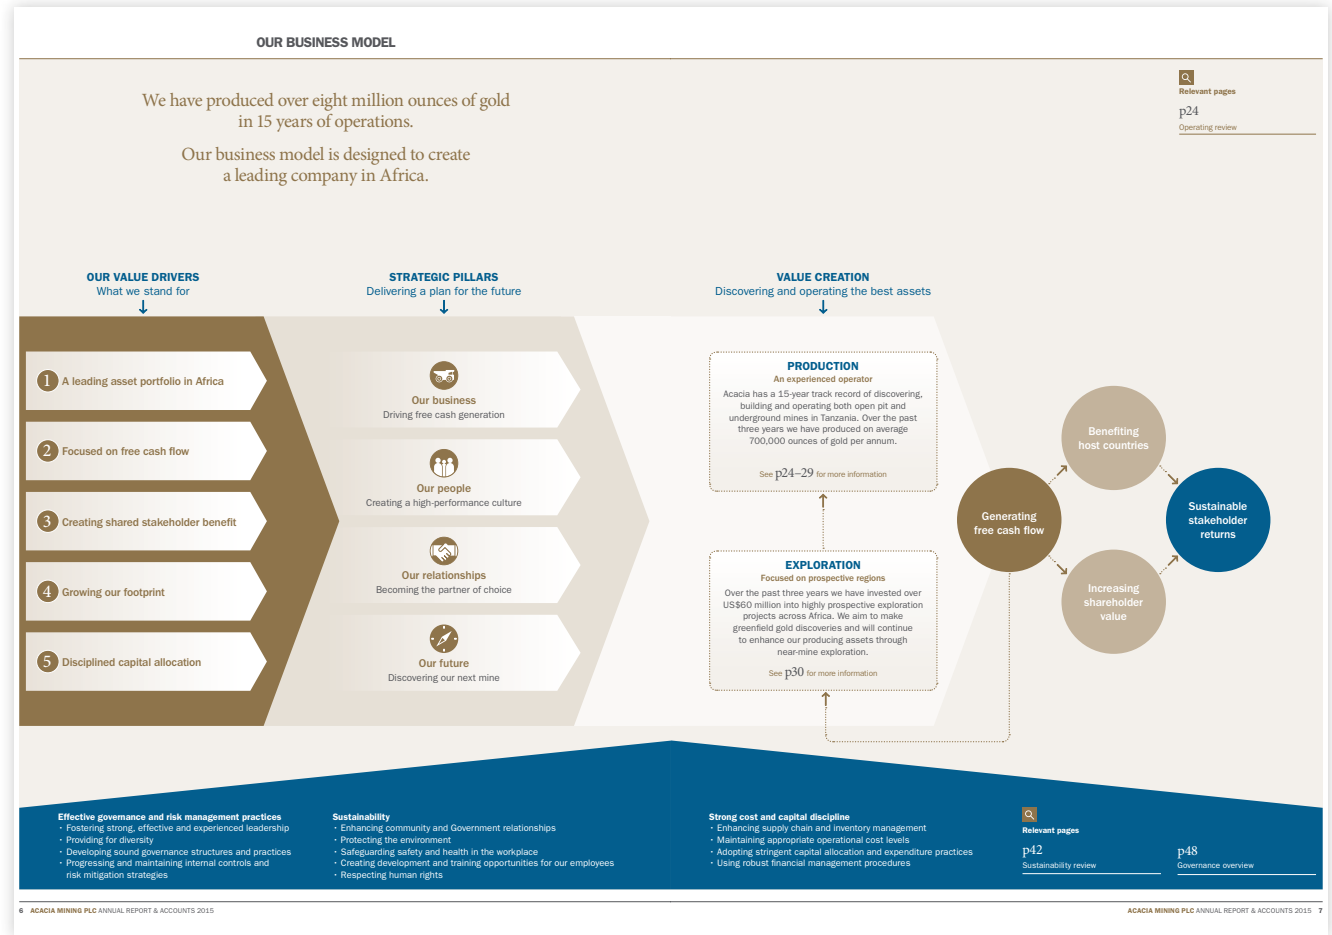 OUR BUSINESS MODEL
We have produced over eight million ounces of gold
in 15 years of operations.
Our business model is designed to create
a leading company in Africa.
Relevant pages
p24
Operating review
OUR VALUE DRIVERS
What we stand for
STRATEGIC PILLARS
Delivering a plan for the future
VALUE CREATION
Discovering and operating the best assets
1 A leading asset portfolio in Africa
2 Focused on free cash flow
3 Creating shared stakeholder benefit
4 Growing our footprint
5 Disciplined capital allocation
Our business
Driving free cash generation
Our people
Creating a high-performance culture
Our relationships
Becoming the partner of choice
Our future
Discovering our next mine
PRODUCTION
An experienced operator
Acacia has a 15-year track record of discovering,
building and operating both open pit and
underground mines in Tanzania. Over the past
three years we have produced on average
700,000 ounces of gold per annum.
See p24–29 for more information
EXPLORATION
Focused on prospective regions
Over the past three years we have invested over
US$60 million into highly prospective exploration
projects across Africa. We aim to make
greenfield gold discoveries and will continue
to enhance our producing assets through
near-mine exploration.
See p30 for more information
Generating
free cash flow
Benefiting
host countries
Increasing
shareholder
value
Sustainable
stakeholder
returns
Effective governance and risk management practices
· Fostering strong, effective and experienced leadership
· Providing for diversity
· Developing sound governance structures and practices
· Progressing and maintaining internal controls and
risk mitigation strategies
Sustainability
· Enhancing community and Government relationships
· Protecting the environment
· Safeguarding safety and health in the workplace
· Creating development and training opportunities for our employees
· Respecting human rights
Strong cost and capital discipline
· Enhancing supply chain and inventory management
· Maintaining appropriate operational cost levels
· Adopting stringent capital allocation and expenditure practices
· Using robust financial management procedures
Relevant pages
p42
Sustainability review
p48
Governance overview
6 ACACIA MINING PLC ANNUAL REPORT & ACCOUNTS 2015
ACACIA MINING PLC ANNUAL REPORT & ACCOUNTS 2015 7